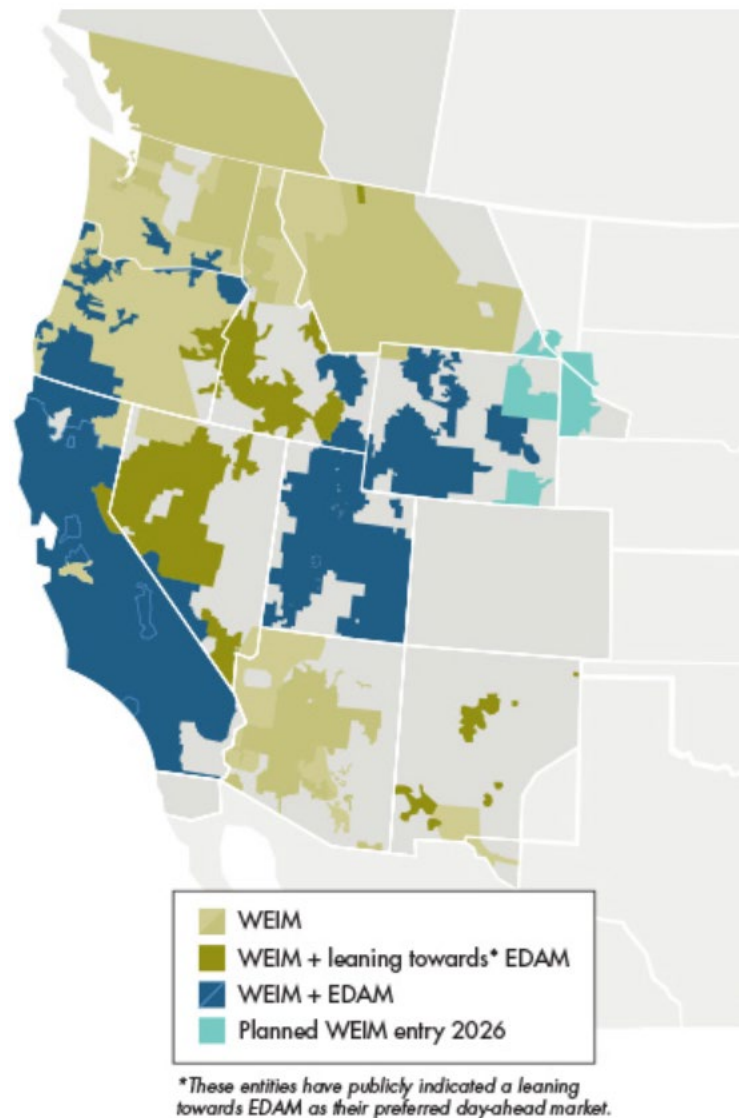 WEIM
WEIM + leaning towards* EDAM
WEIM + EDAM
Planned WEIM entry 2026
*These entities have publicly indicated a leaning
towards EDAM as their preferred day-ahead market.